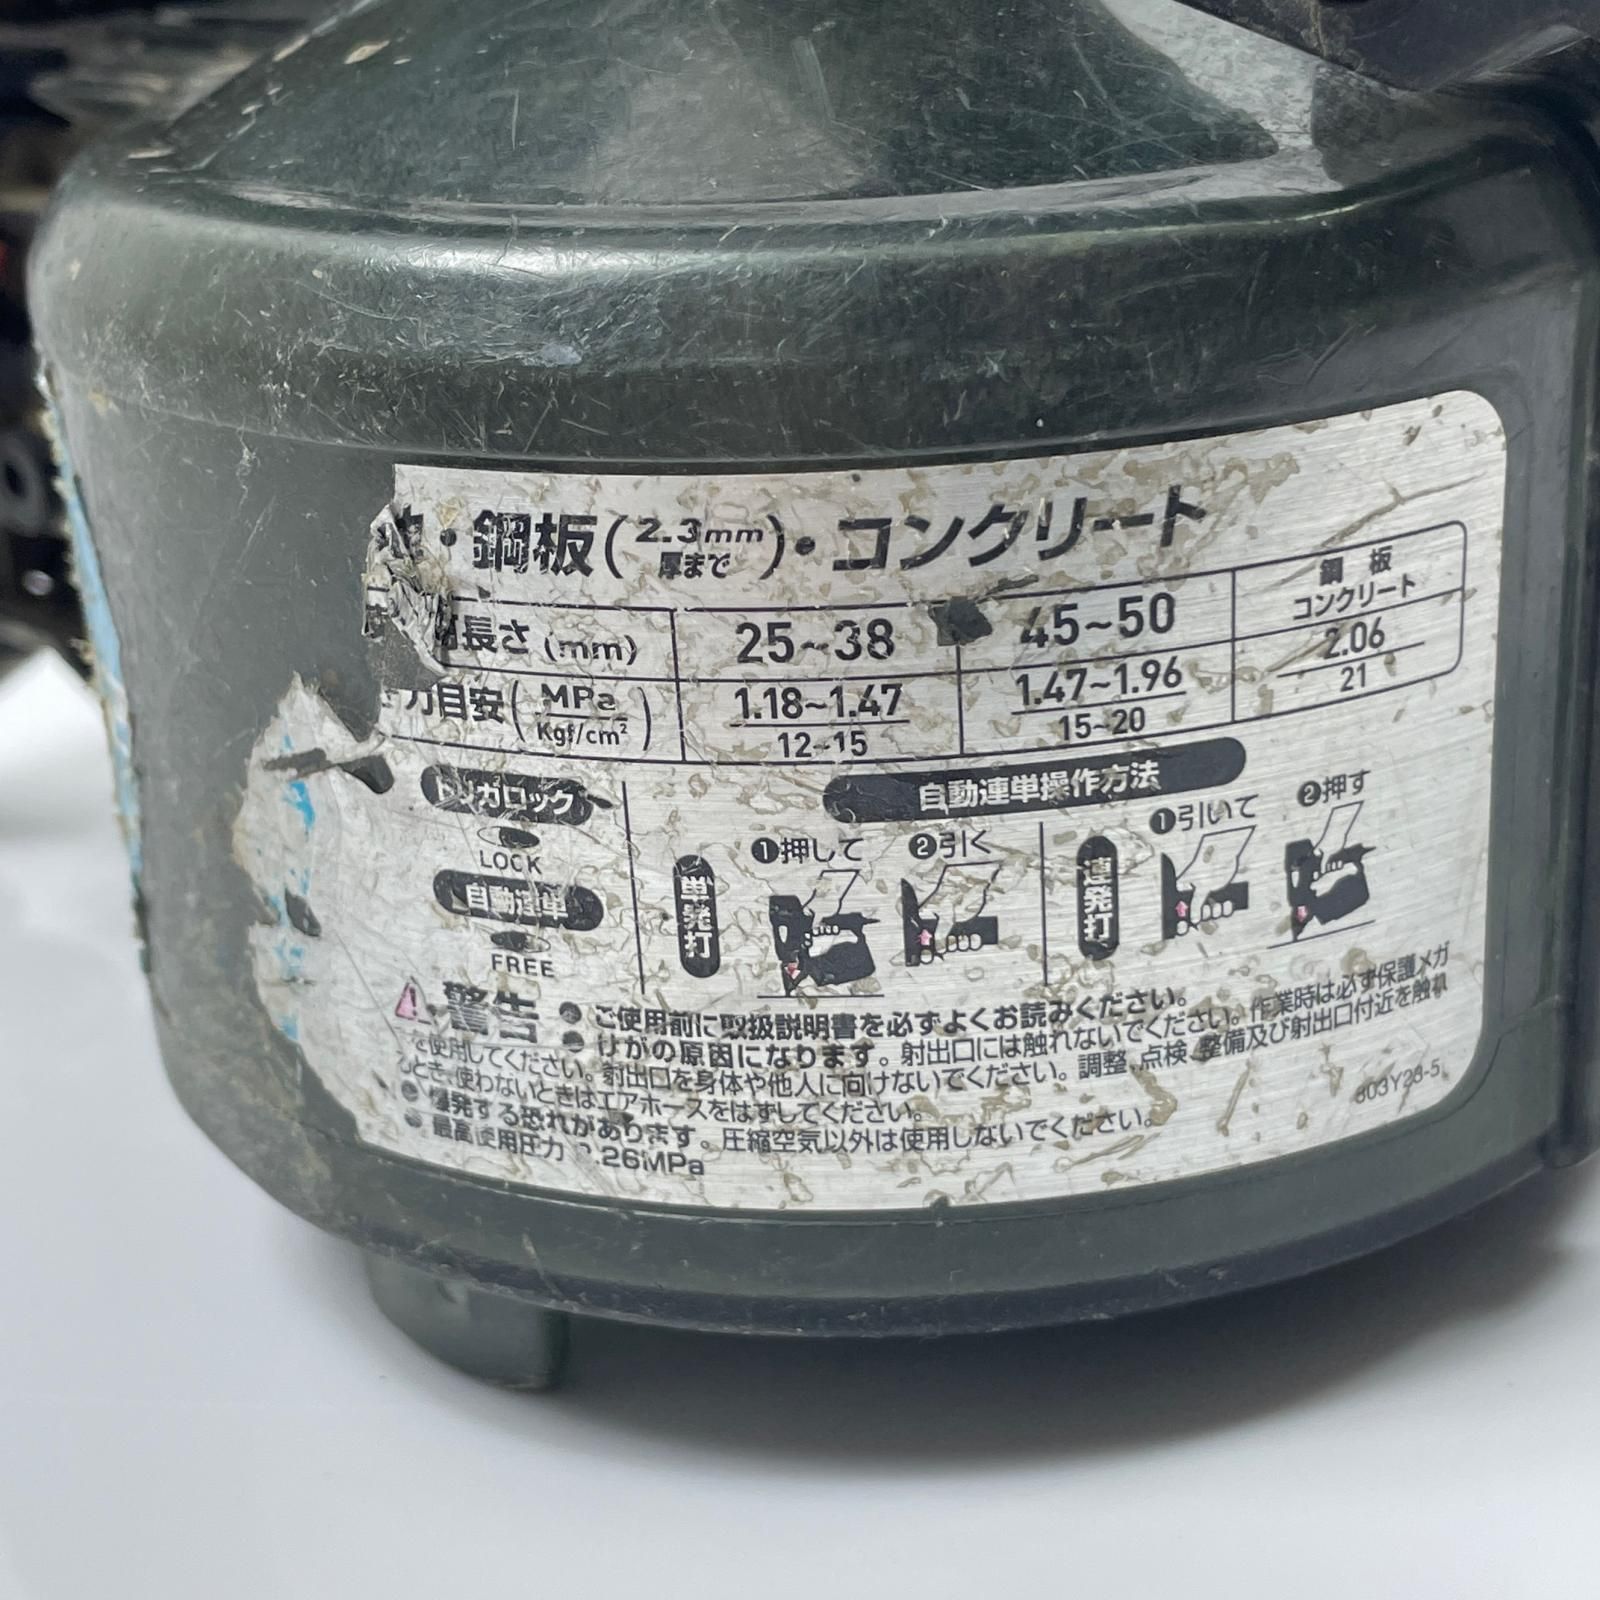 ・鋼板(2.3mm厚まで)・コンクリート
長さ(mm) 25~38 45~50 鋼板 コンクリート
力目安(MPa Kgf/cm²) 1.18~1.47 12~15 1.47~1.96 15~20 2.06 21
トリガロック
LOCK
自動連単
FREE
自動連単操作方法
単発打
❶押して ❷引く
連発打
❶引いて ❷押す
警告 ●ご使用前に取扱説明書を必ずよくお読みください。
●けがの原因になります。射出口には触れないでください。作業時は必ず保護メガ
使用してください。射出口を身体や他人に向けないでください。調整、点検、整備及び射出口付近を触れ
とき、使わないときはエアホースをはずしてください。
●爆発する恐れがあります。圧縮空気以外は使用しないでください。
●最高使用圧力 .26MPa
803Y23-5